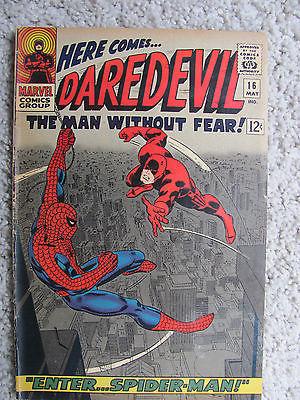 HERE COMES...
DAREDEVIL
THE MAN WITHOUT FEAR!
MARVEL
COMICS
GROUP
APPROVED
BY THE
COMICS CODE
AUTHORITY
16
MAY
IND.
12¢
"ENTER...SPIDER-MAN!"